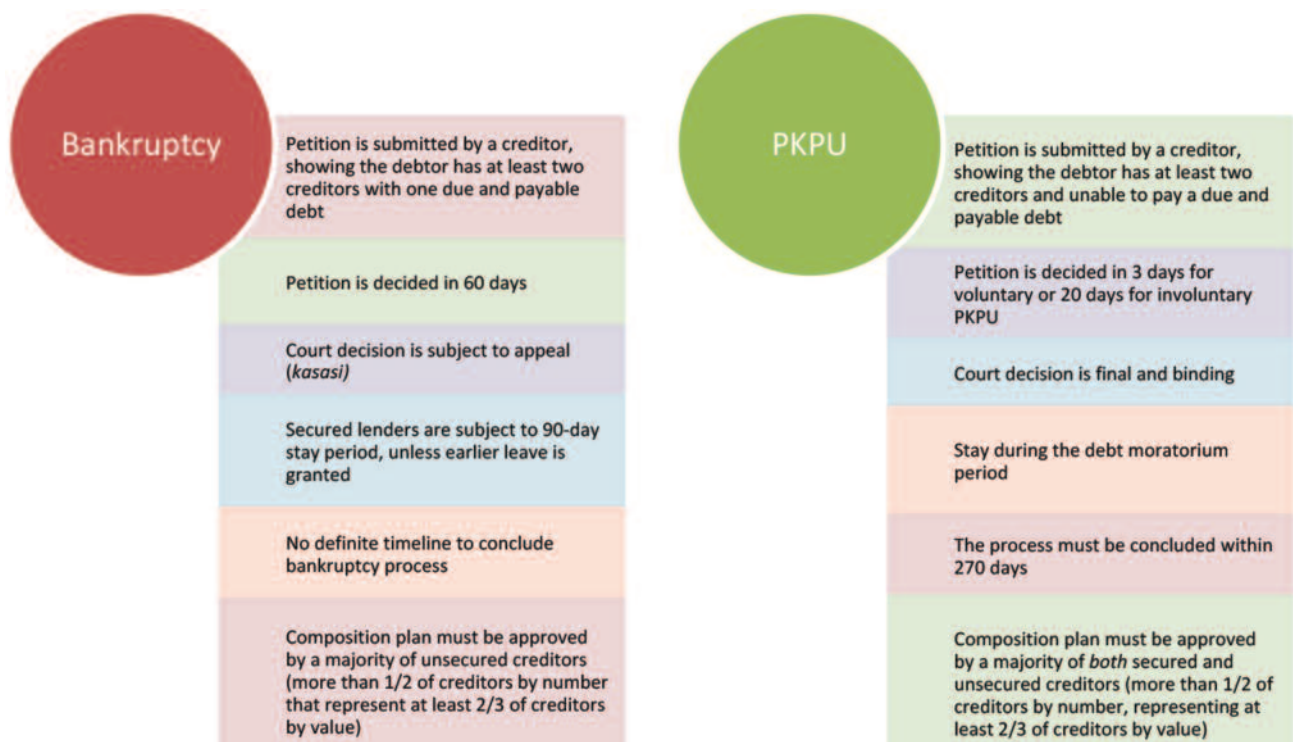 Bankruptcy
Petition is submitted by a creditor,
showing the debtor has at least two
creditors with one due and payable
debt
Petition is decided in 60 days
Court decision is subject to appeal
(kasasi)
Secured lenders are subject to 90-day
stay period, unless earlier leave is
granted
No definite timeline to conclude
bankruptcy process
Composition plan must be approved
by a majority of unsecured creditors
(more than 1/2 of creditors by number
that represent at least 2/3 of creditors
by value)
PKPU
Petition is submitted by a creditor,
showing the debtor has at least two
creditors and unable to pay a due and
payable debt
Petition is decided in 3 days for
voluntary or 20 days for involuntary
PKPU
Court decision is final and binding
Stay during the debt moratorium
period
The process must be concluded within
270 days
Composition plan must be approved
by a majority of both secured and
unsecured creditors (more than 1/2 of
creditors by number, representing at
least 2/3 of creditors by value)